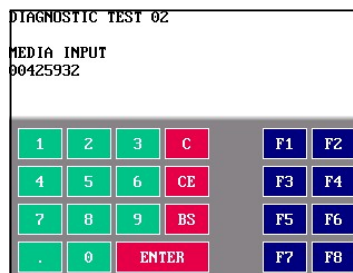 DIAGNOSTIC TEST 02
MEDIA INPUT
00425932
1 2 3 C F1 F2
4 5 6 CE F3 F4
7 8 9 BS F5 F6
. 0 ENTER F7 F8